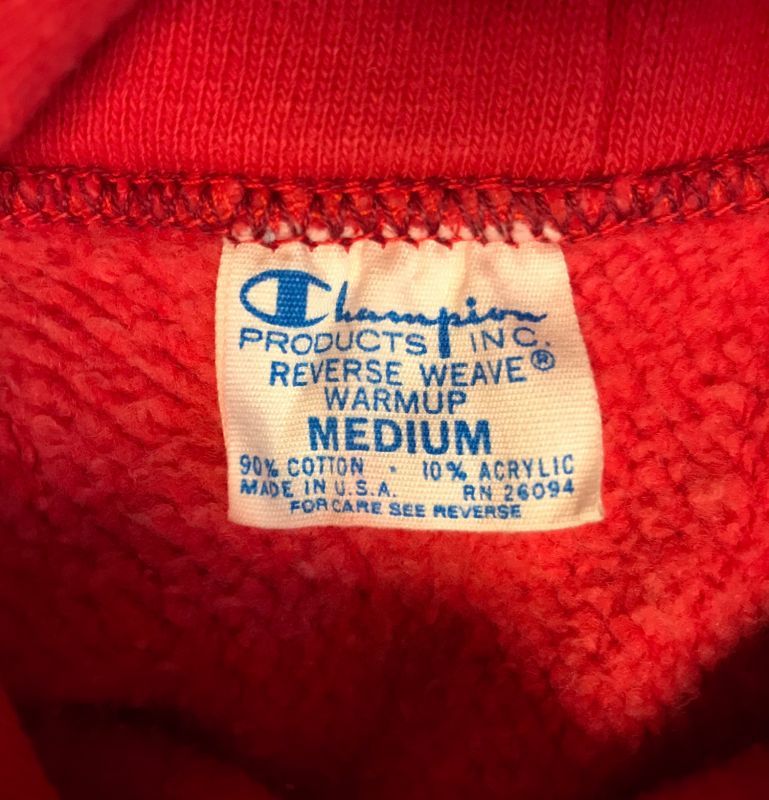 Champion
PRODUCTS INC.
REVERSE WEAVE®
WARMUP
MEDIUM
90% COTTON · 10% ACRYLIC
MADE IN U.S.A. RN 26094
FOR CARE SEE REVERSE